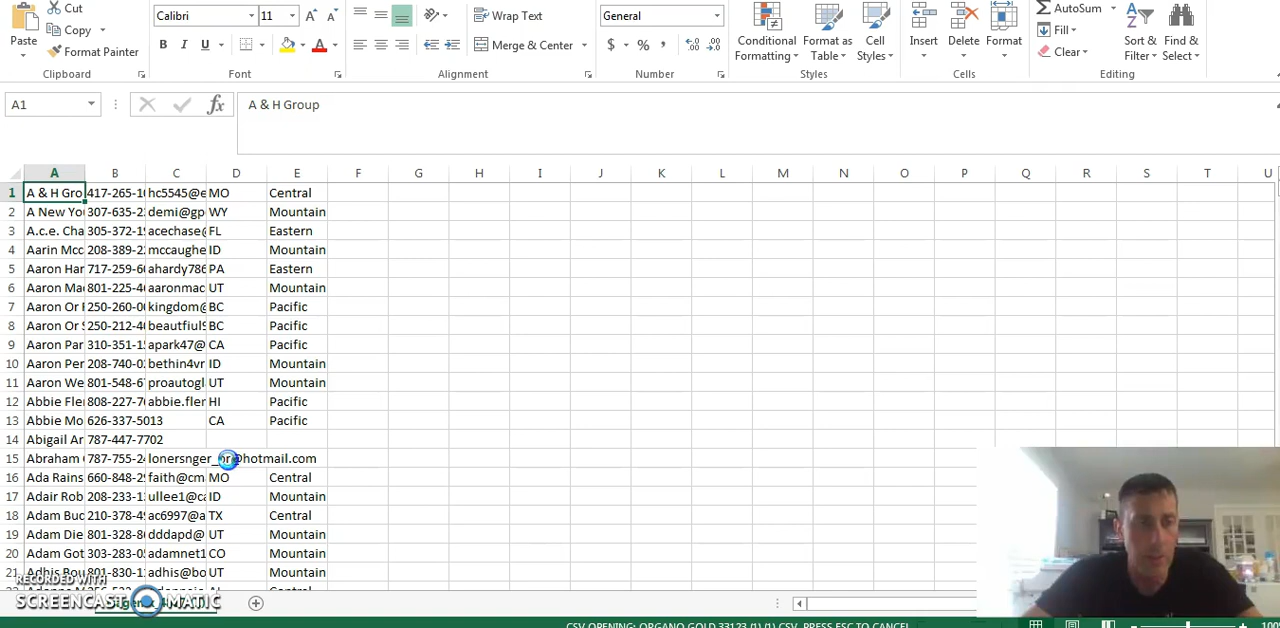 Cut
Calibri 11
Wrap Text
General
AutoSum
Paste
Copy
B I U
$ % ,
Conditional Formatting
Format as Table
Cell Styles
Insert
Delete
Format
Fill
Sort & Filter
Find & Select
Format Painter
Merge & Center
Clear
Clipboard
Font
Alignment
Number
Styles
Cells
Editing
A1
fx
A & H Group
A B C D E F G H I J K L M N O P Q R S T U
1 A & H Gro 417-265-10 hc5545@e MO Central
2 A New Yo 307-635-2 demi@gp WY Mountain
3 A.c.e. Cha 305-372-19 acechase@ FL Eastern
4 Aarin Mcc 208-389-2 mccaughe ID Mountain
5 Aaron Har 717-259-6 ahardy786 PA Eastern
6 Aaron Mac 801-225-4 aaronmac UT Mountain
7 Aaron Or 250-260-0 kingdom@ BC Pacific
8 Aaron Or S 250-212-4 beautfiul9 BC Pacific
9 Aaron Par 310-351-1 apark47@ CA Pacific
10 Aaron Per 208-740-0 bethin4vr ID Mountain
11 Aaron We 801-548-6 proautogl UT Mountain
12 Abbie Fler 808-227-7 abbie.fler HI Pacific
13 Abbie Mo 626-337-5013 CA Pacific
14 Abigail Ar 787-447-7702
15 Abraham 787-755-2 lonersnger_pr@hotmail.com
16 Ada Rains 660-848-2 faith@cm MO Central
17 Adair Rob 208-233-1 ullee1@ca ID Mountain
18 Adam Buc 210-378-4 ac6997@a TX Central
19 Adam Die 801-328-8 dddapd@ UT Mountain
20 Adam Got 303-283-0 adamnet1 CO Mountain
21 Adhis Bou 801-830-1 adhis@bo UT Mountain
RECORDED WITH
SCREENCAST MATIC
CSV OPENING: ORGANO GOLD 33123 (1) (1).CSV. PRESS ESC TO CANCEL.